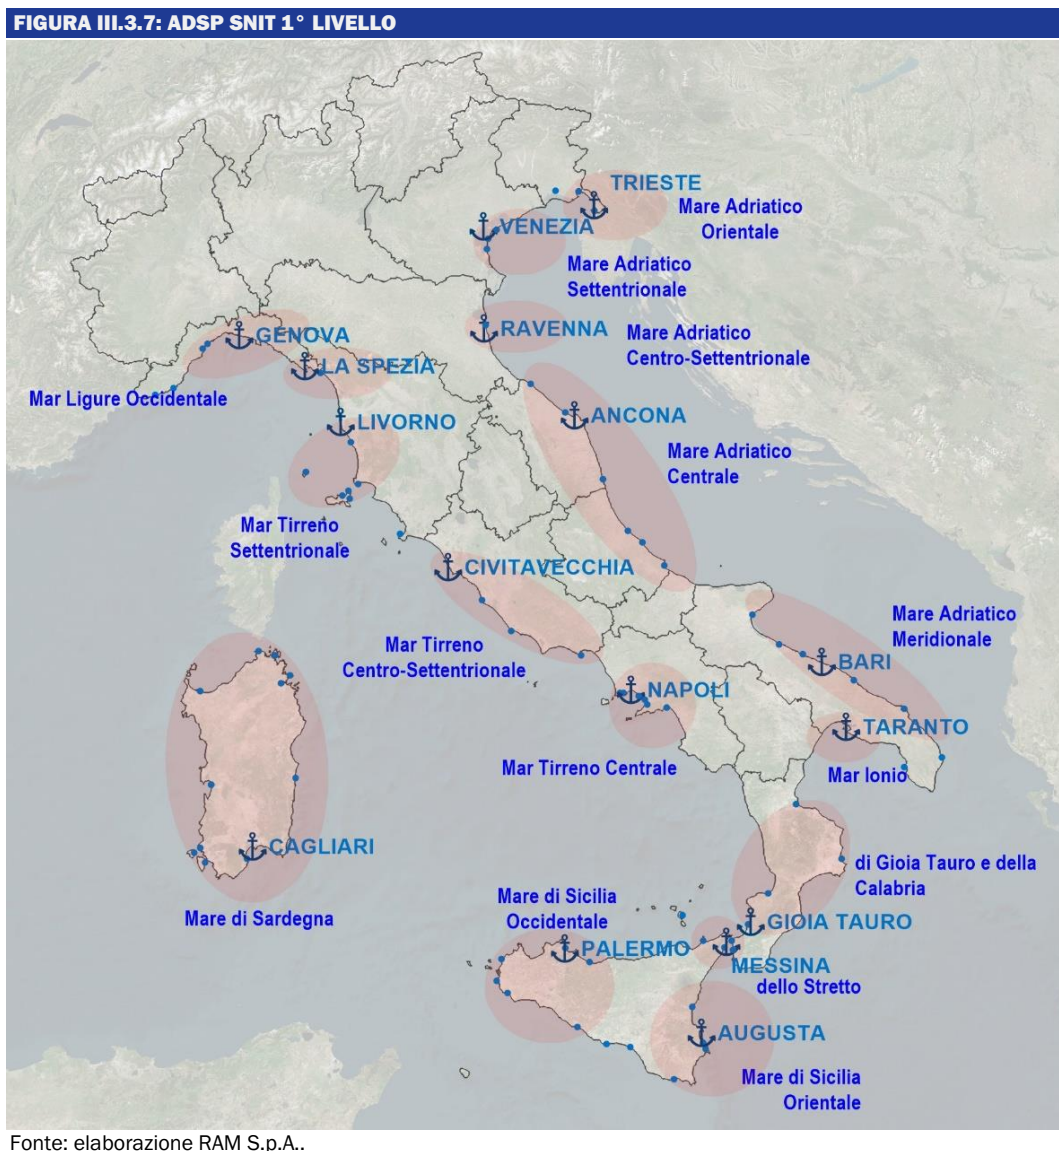 FIGURA III.3.7: ADSP SNIT 1° LIVELLO
TRIESTE
Mare Adriatico
Orientale
VENEZIA
Mare Adriatico
Settentrionale
GENOVA
RAVENNA
Mare Adriatico
Centro-Settentrionale
LA SPEZIA
Mar Ligure Occidentale
LIVORNO
ANCONA
Mare Adriatico
Centrale
Mar Tirreno
Settentrionale
CIVITAVECCHIA
Mar Tirreno
Centro-Settentrionale
Mare Adriatico
Meridionale
BARI
NAPOLI
TARANTO
Mar Tirreno Centrale
Mar Ionio
CAGLIARI
Mare di Sardegna
di Gioia Tauro e della
Calabria
Mare di Sicilia
Occidentale
GIOIA TAURO
PALERMO
MESSINA
dello Stretto
AUGUSTA
Mare di Sicilia
Orientale
Fonte: elaborazione RAM S.p.A..